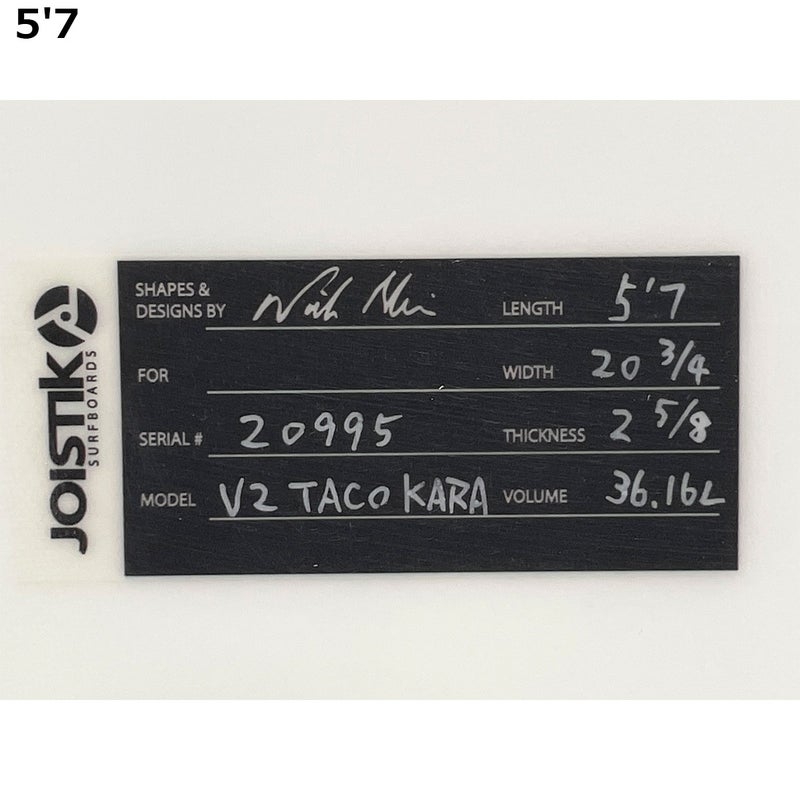 5'7
JOISTIK
SURFBOARDS
SHAPES &
DESIGNS BY
LENGTH 5'7
FOR
WIDTH 20 3/4
SERIAL # 20995
THICKNESS 2 5/8
MODEL V2 TACO KARA
VOLUME 36.16L